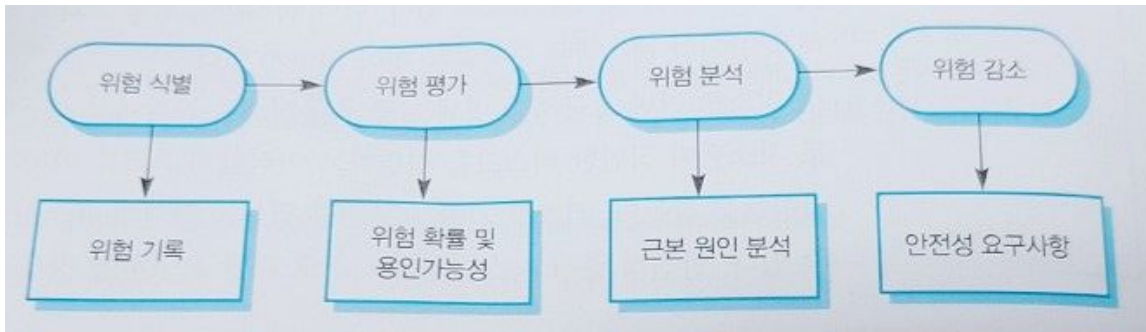 위험 식별
위험 평가
위험 분석
위험 감소
위험 기록
위험 확률 및
용인가능성
근본 원인 분석
안전성 요구사항